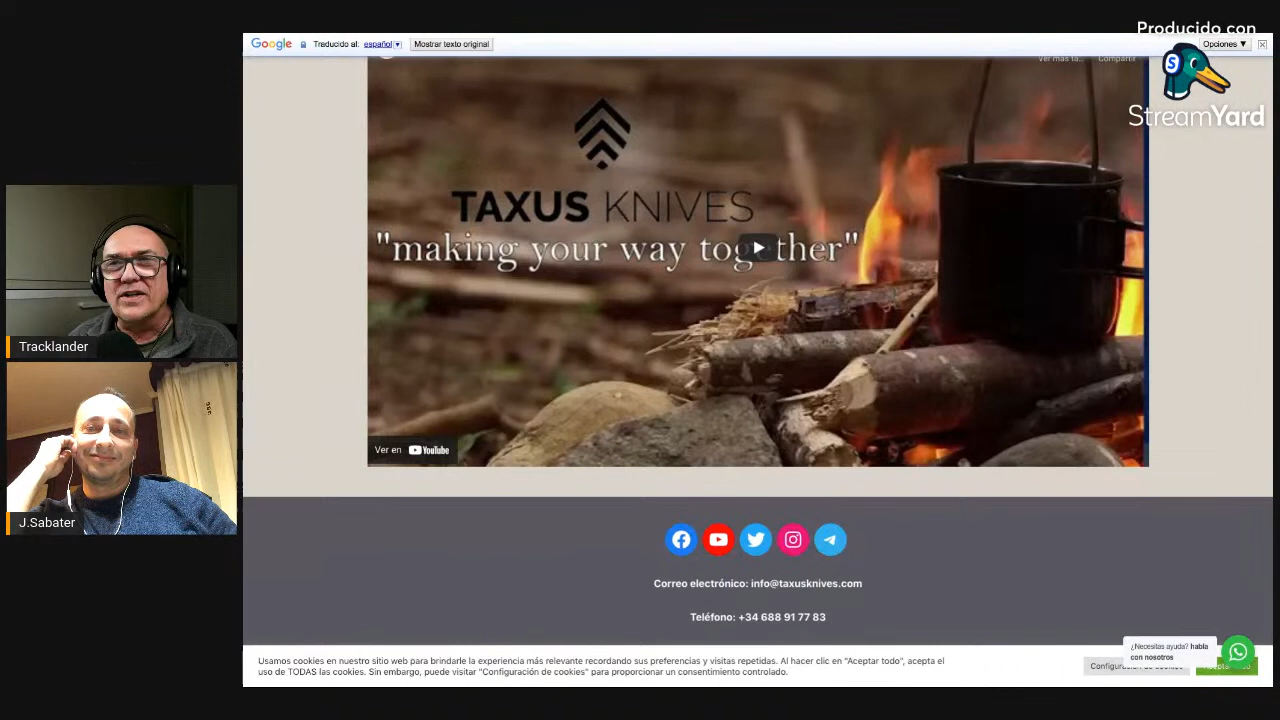 Producido con
StreamYard
Google Traducido al: español Mostrar texto original Opciones ▼
Ver más ta... Compartir
TAXUS KNIVES
"making your way together"
Ver en YouTube
Tracklander
J.Sabater
Correo electrónico: info@taxusknives.com
Teléfono: +34 688 91 77 83
¿Necesitas ayuda? habla
con nosotros
Usamos cookies en nuestro sitio web para brindarle la experiencia más relevante recordando sus preferencias y visitas repetidas. Al hacer clic en "Aceptar todo", acepta el
uso de TODAS las cookies. Sin embargo, puede visitar "Configuración de cookies" para proporcionar un consentimiento controlado.